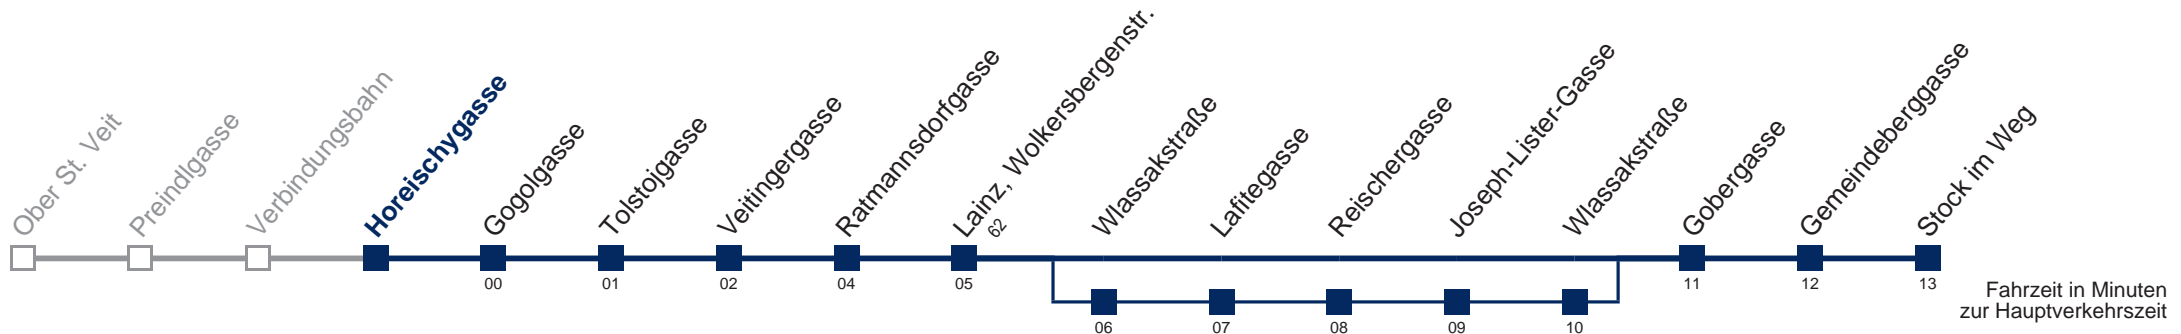 Ober St. Veit
Preindlgasse
Verbindungsbahn
Horeischygasse
Gogolgasse
Tolstojgasse
Veitingergasse
Ratmannsdorfgasse
Lainz, Wolkersbergenstr.
62
Wlassakstraße
Lafitegasse
Reischergasse
Joseph-Lister-Gasse
Wlassakstraße
Gobergasse
Gemeindeberggasse
Stock im Weg
00
01
02
04
05
11
12
13
06
07
08
09
10
Fahrzeit in Minuten
zur Hauptverkehrszeit